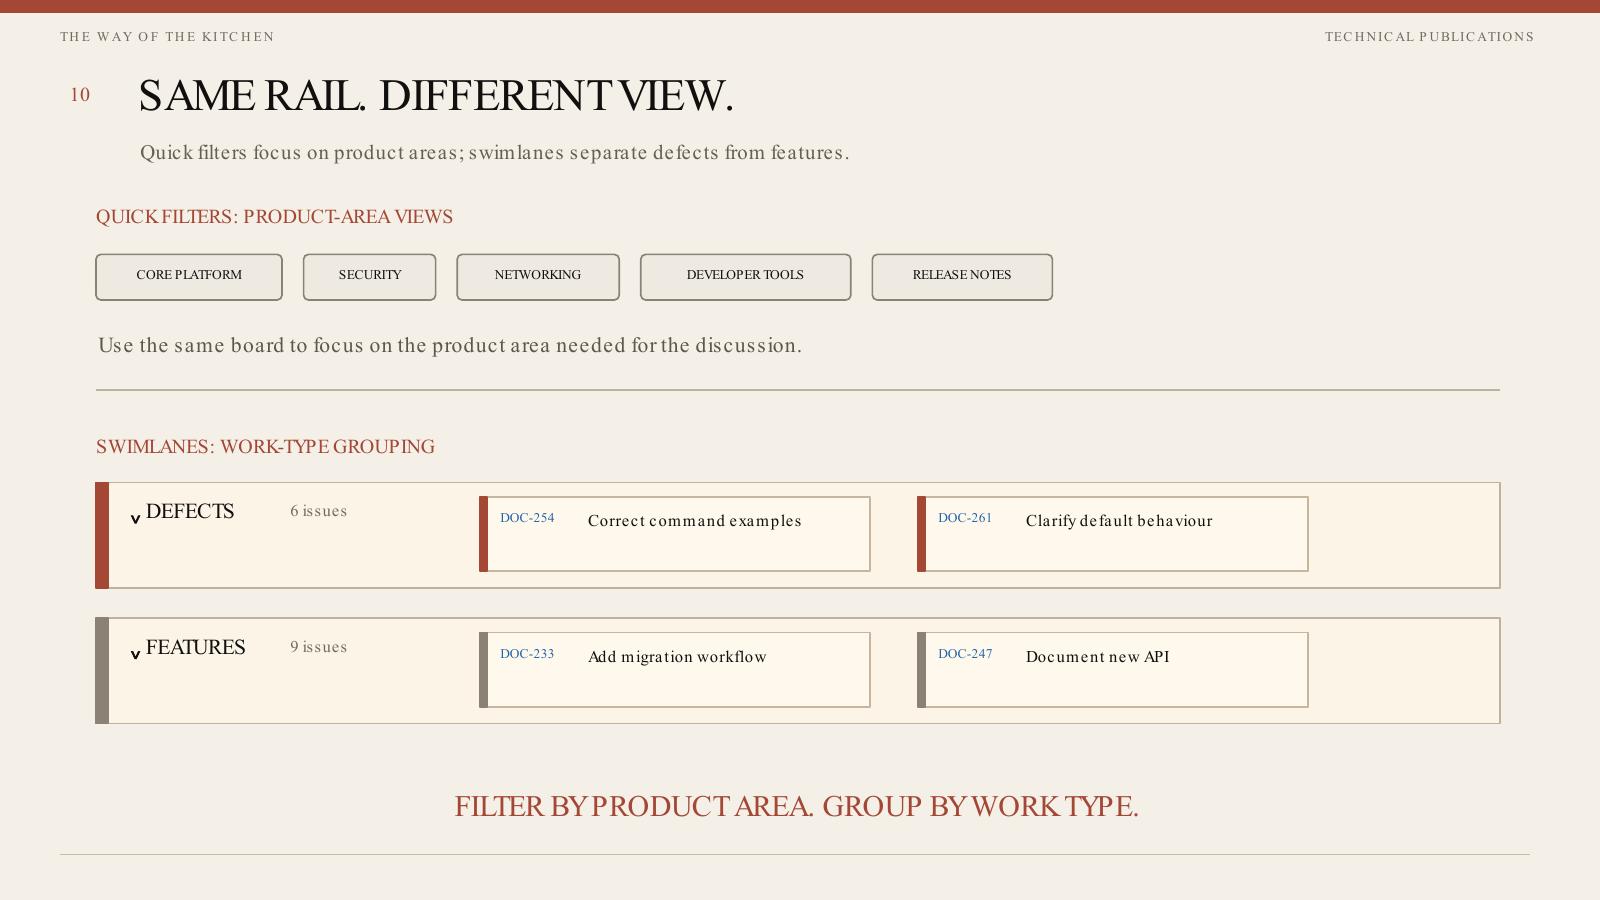 THE WAY OF THE KITCHEN
TECHNICAL PUBLICATIONS
10
SAME RAIL. DIFFERENT VIEW.
Quick filters focus on product areas; swimlanes separate defects from features.
QUICK FILTERS: PRODUCT-AREA VIEWS
CORE PLATFORM
SECURITY
NETWORKING
DEVELOPER TOOLS
RELEASE NOTES
Use the same board to focus on the product area needed for the discussion.
SWIMLANES: WORK-TYPE GROUPING
v DEFECTS
6 issues
DOC-254
Correct command examples
DOC-261
Clarify default behaviour
v FEATURES
9 issues
DOC-233
Add migration workflow
DOC-247
Document new API
FILTER BY PRODUCT AREA. GROUP BY WORK TYPE.